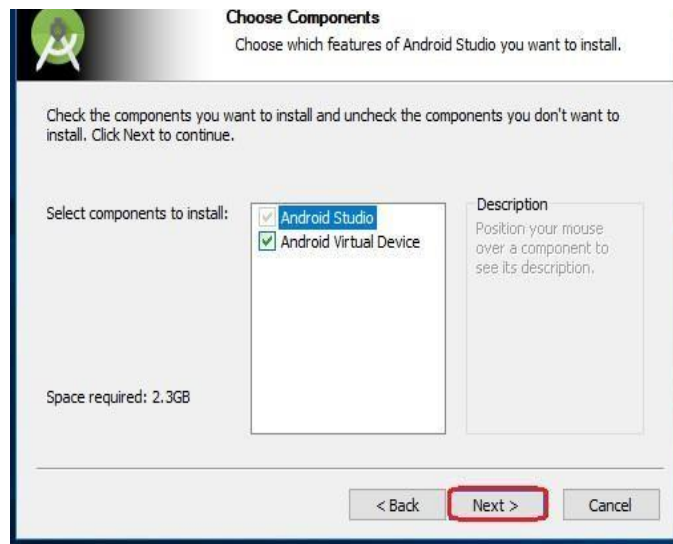 Choose Components
Choose which features of Android Studio you want to install.
Check the components you want to install and uncheck the components you don't want to
install. Click Next to continue.
Select components to install:
Android Studio
Android Virtual Device
Description
Position your mouse
over a component to
see its description.
Space required: 2.3GB
< Back
Next >
Cancel